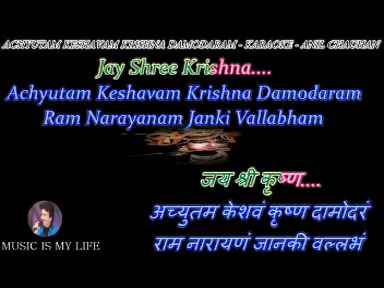 ACHYUTAM KESHAVAM KRISHNA DAMODARAM - KARAOKE - ANIL CHAUHAN
Jay Shree Krishna....
Achyutam Keshavam Krishna Damodaram
Ram Narayanam Janki Vallabham
जय श्री कृष्ण....
अच्युतम केशवं कृष्ण दामोदरं
राम नारायणं जानकी वल्लभं
MUSIC IS MY LIFE